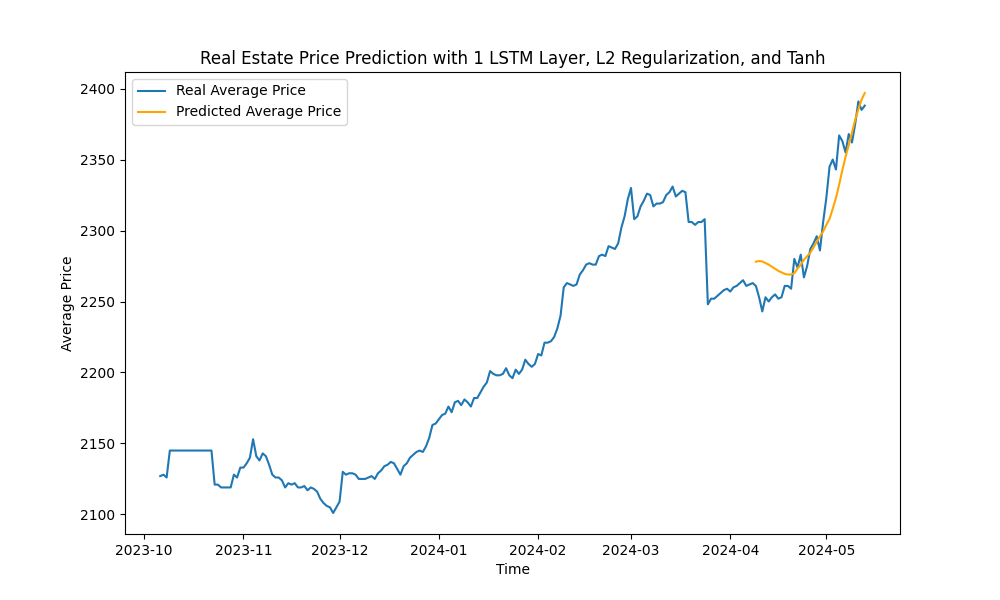 Real Estate Price Prediction with 1 LSTM Layer, L2 Regularization, and Tanh
Real Average Price
Predicted Average Price
Average Price
2400
2350
2300
2250
2200
2150
2100
2023-10 2023-11 2023-12 2024-01 2024-02 2024-03 2024-04 2024-05
Time